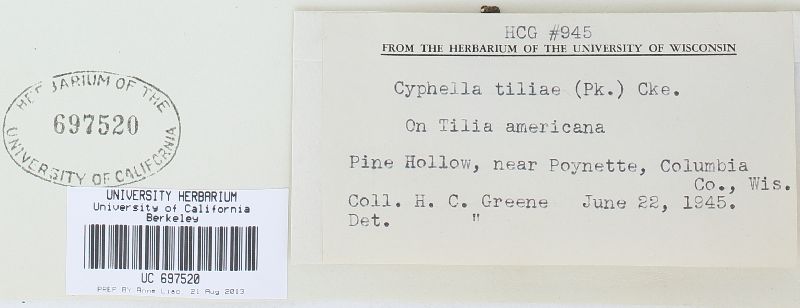 HERBARIUM OF THE
697520
UNIVERSITY OF CALIFORNIA
UNIVERSITY HERBARIUM
University of California
Berkeley
UC 697520
PREP BY Anne Liao - 21 Aug 2013
HCG #945
FROM THE HERBARIUM OF THE UNIVERSITY OF WISCONSIN
Cyphella tiliae (Pk.) Cke.
On Tilia americana
Pine Hollow, near Poynette, Columbia
Co., Wis.
Coll. H. C. Greene June 22, 1945.
Det. "